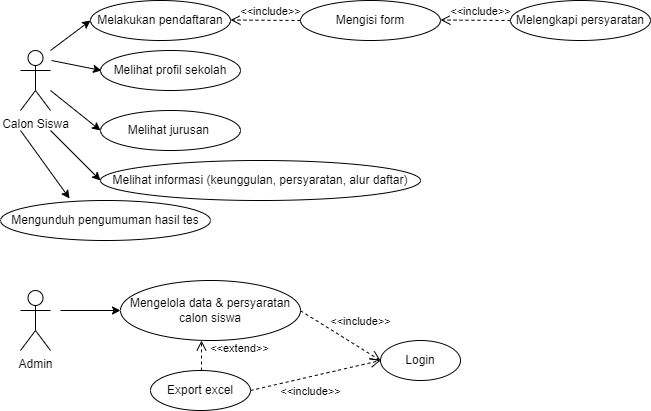 Melakukan pendaftaran
<<include>>
Mengisi form
<<include>>
Melengkapi persyaratan
Melihat profil sekolah
Calon Siswa
Melihat jurusan
Melihat informasi (keunggulan, persyaratan, alur daftar)
Mengunduh pengumuman hasil tes
Mengelola data & persyaratan
calon siswa
<<include>>
<<extend>>
Admin
Login
Export excel
<<include>>